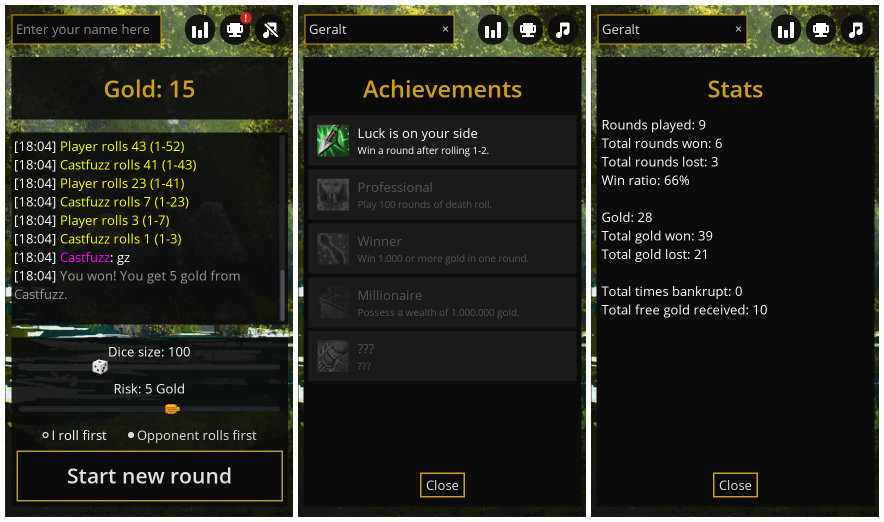 Enter your name here
!
Gold: 15
[18:04] Player rolls 43 (1-52)
[18:04] Castfuzz rolls 41 (1-43)
[18:04] Player rolls 23 (1-41)
[18:04] Castfuzz rolls 7 (1-23)
[18:04] Player rolls 3 (1-7)
[18:04] Castfuzz rolls 1 (1-3)
[18:04] Castfuzz: gz
[18:04] You won! You get 5 gold from
Castfuzz.
Dice size: 100
Risk: 5 Gold
I roll first
Opponent rolls first
Start new round
Geralt ×
Achievements
Luck is on your side
Win a round after rolling 1-2.
Professional
Play 100 rounds of death roll.
Winner
Win 1.000 or more gold in one round.
Millionaire
Possess a wealth of 1.000.000 gold.
???
???
Close
Geralt ×
Stats
Rounds played: 9
Total rounds won: 6
Total rounds lost: 3
Win ratio: 66%
Gold: 28
Total gold won: 39
Total gold lost: 21
Total times bankrupt: 0
Total free gold received: 10
Close